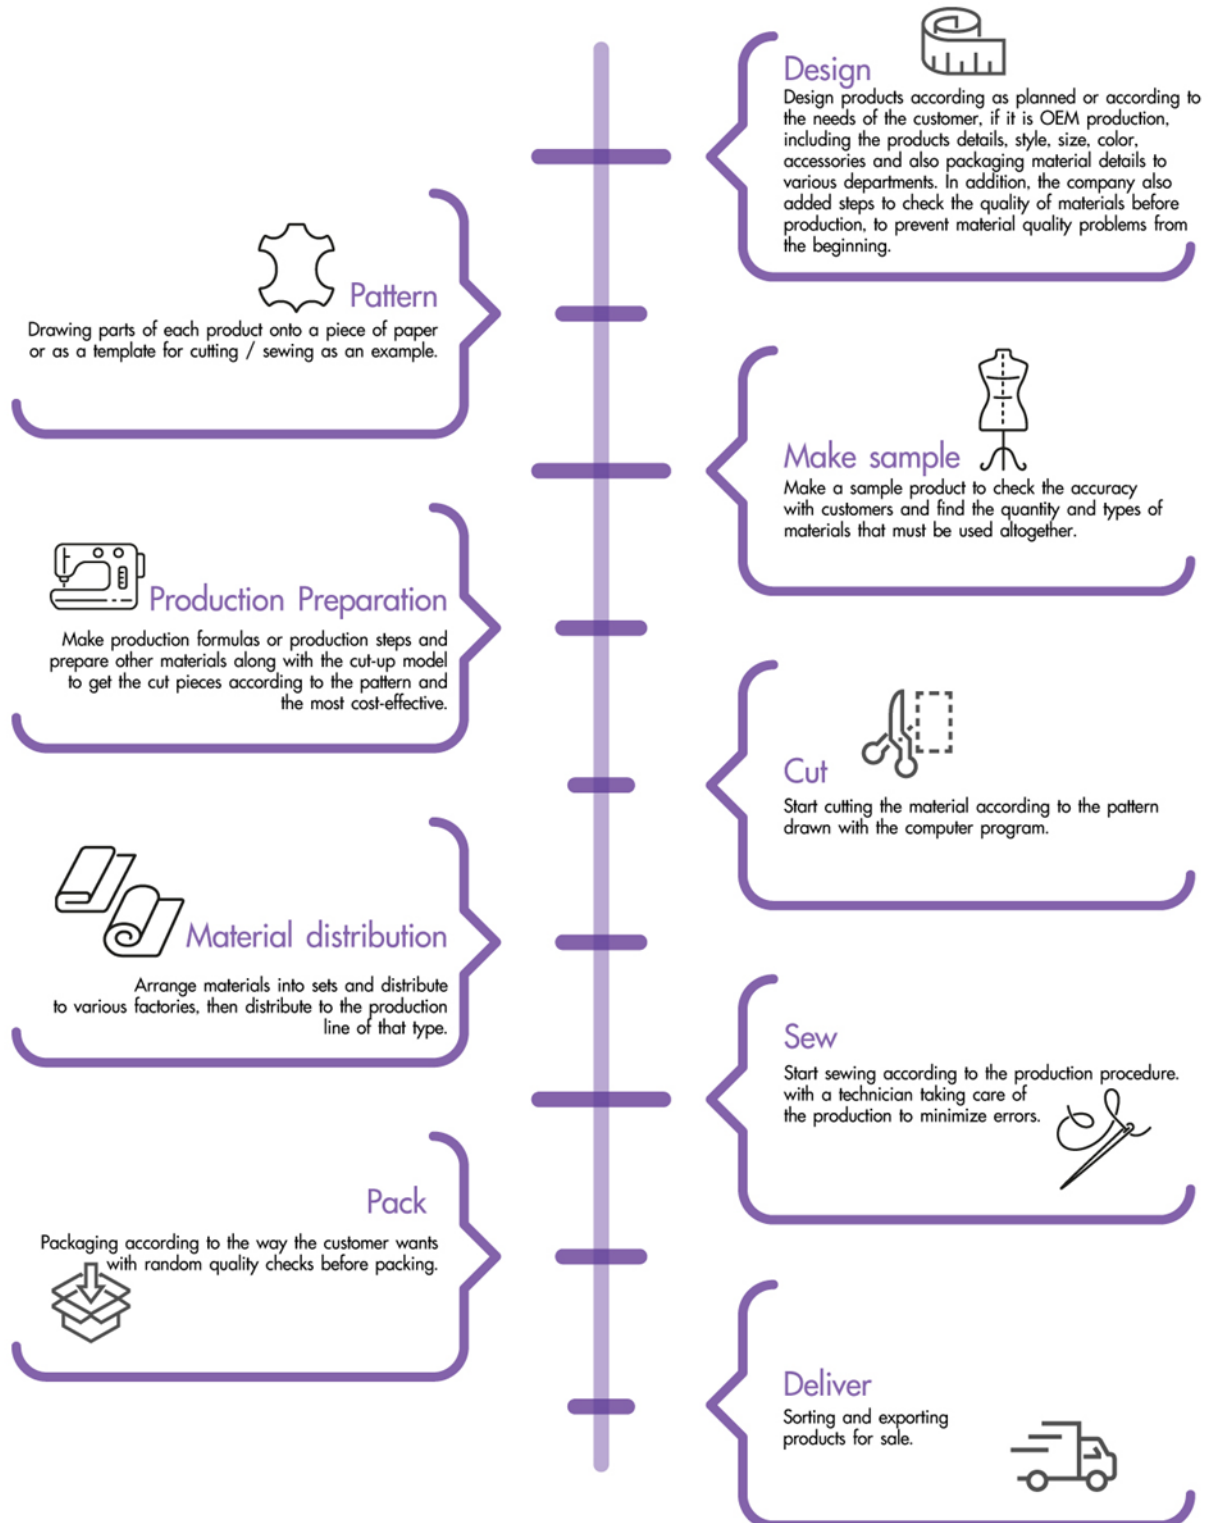 Design
Design products according as planned or according to
the needs of the customer, if it is OEM production,
including the products details, style, size, color,
accessories and also packaging material details to
various departments. In addition, the company also
added steps to check the quality of materials before
production, to prevent material quality problems from
the beginning.
Pattern
Drawing parts of each product onto a piece of paper
or as a template for cutting / sewing as an example.
Make sample
Make a sample product to check the accuracy
with customers and find the quantity and types of
materials that must be used altogether.
Production Preparation
Make production formulas or production steps and
prepare other materials along with the cut-up model
to get the cut pieces according to the pattern and
the most cost-effective.
Cut
Start cutting the material according to the pattern
drawn with the computer program.
Material distribution
Arrange materials into sets and distribute
to various factories, then distribute to the production
line of that type.
Sew
Start sewing according to the production procedure.
with a technician taking care of
the production to minimize errors.
Pack
Packaging according to the way the customer wants
with random quality checks before packing.
Deliver
Sorting and exporting
products for sale.